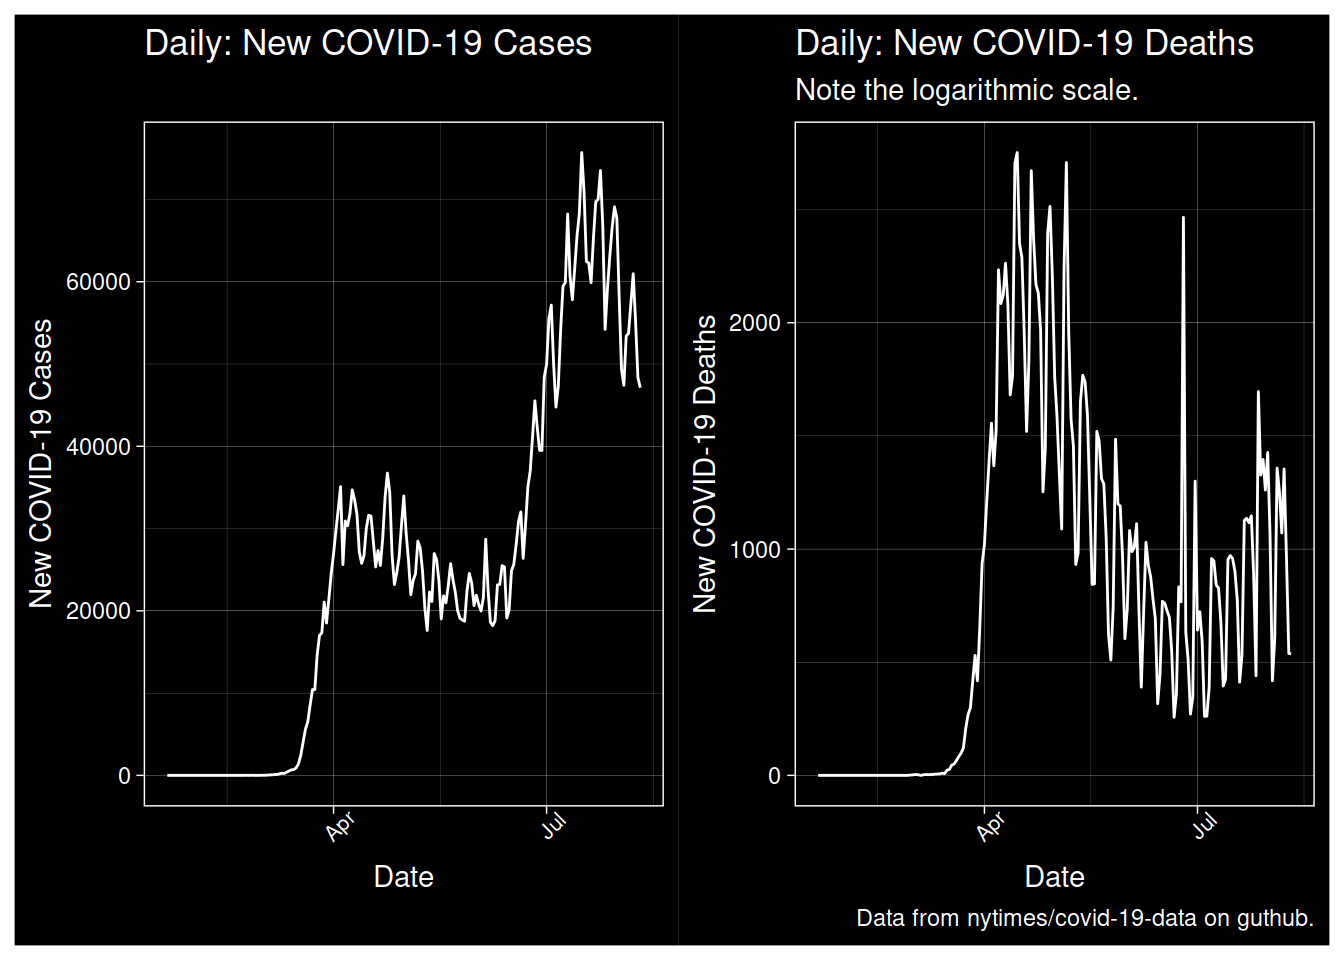 Daily: New COVID-19 Cases
New COVID-19 Cases
60000
40000
20000
0
Apr
Jul
Date
Daily: New COVID-19 Deaths
Note the logarithmic scale.
New COVID-19 Deaths
2000
1000
0
Apr
Jul
Date
Data from nytimes/covid-19-data on guthub.